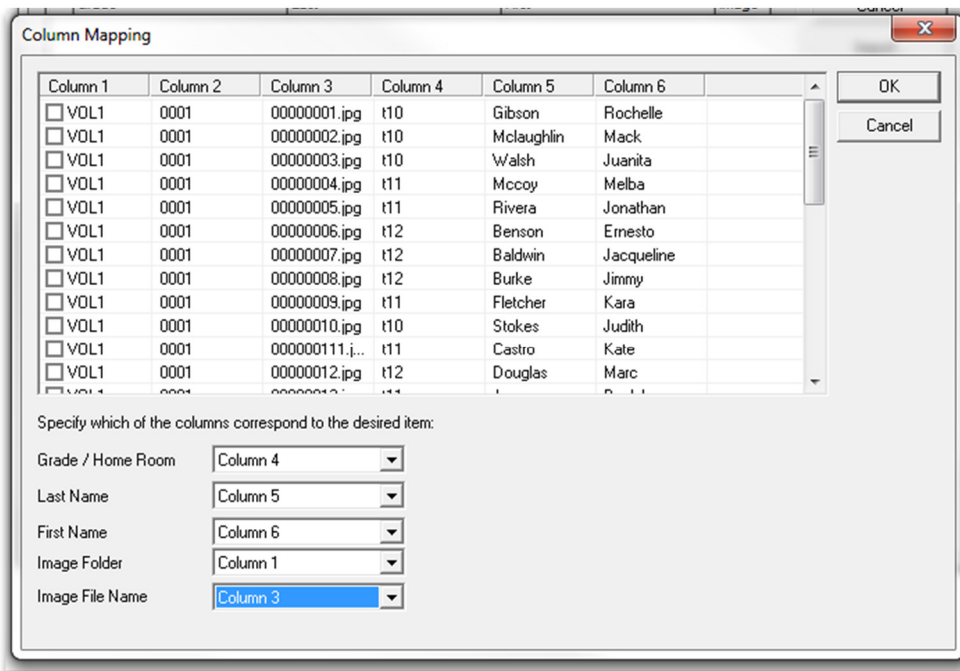 Column Mapping
Column 1 Column 2 Column 3 Column 4 Column 5 Column 6 OK
VOL1 0001 00000001.jpg t10 Gibson Rochelle
VOL1 0001 00000002.jpg t10 Mclaughlin Mack Cancel
VOL1 0001 00000003.jpg t10 Walsh Juanita
VOL1 0001 00000004.jpg t11 Mccoy Melba
VOL1 0001 00000005.jpg t11 Rivera Jonathan
VOL1 0001 00000006.jpg t12 Benson Ernesto
VOL1 0001 00000007.jpg t12 Baldwin Jacqueline
VOL1 0001 00000008.jpg t12 Burke Jimmy
VOL1 0001 00000009.jpg t11 Fletcher Kara
VOL1 0001 00000010.jpg t10 Stokes Judith
VOL1 0001 000000111.j... t11 Castro Kate
VOL1 0001 00000012.jpg t12 Douglas Marc
Specify which of the columns correspond to the desired item:
Grade / Home Room Column 4
Last Name Column 5
First Name Column 6
Image Folder Column 1
Image File Name Column 3